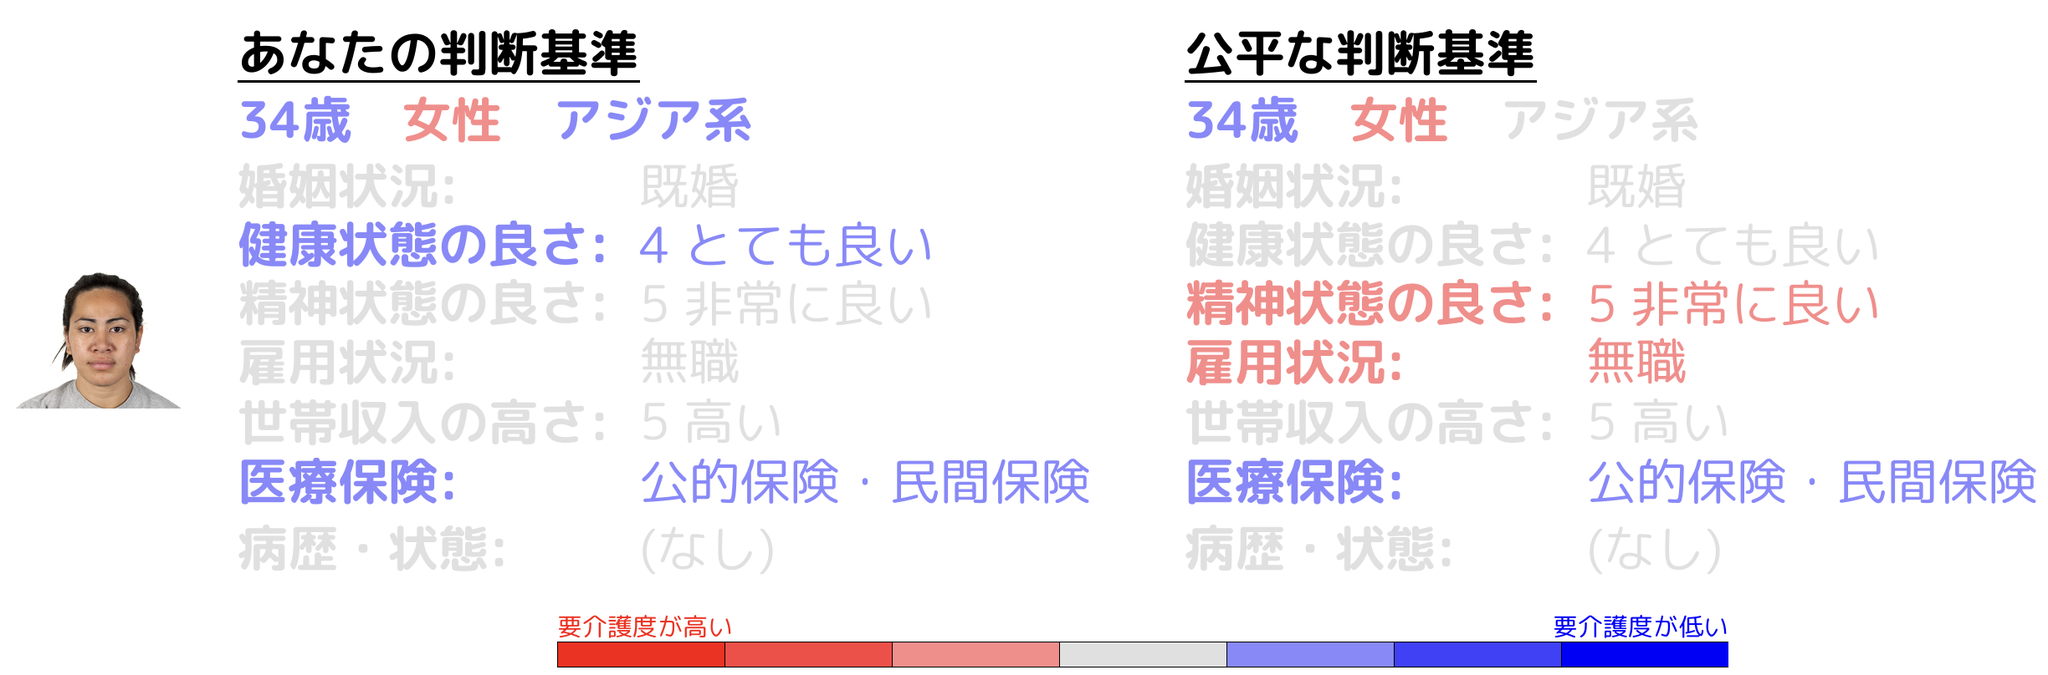 あなたの判断基準
34歳 女性 アジア系
婚姻状況: 既婚
健康状態の良さ: 4 とても良い
精神状態の良さ: 5 非常に良い
雇用状況: 無職
世帯収入の高さ: 5 高い
医療保険: 公的保険・民間保険
病歴・状態: (なし)
公平な判断基準
34歳 女性 アジア系
婚姻状況: 既婚
健康状態の良さ: 4 とても良い
精神状態の良さ: 5 非常に良い
雇用状況: 無職
世帯収入の高さ: 5 高い
医療保険: 公的保険・民間保険
病歴・状態: (なし)
要介護度が高い
要介護度が低い